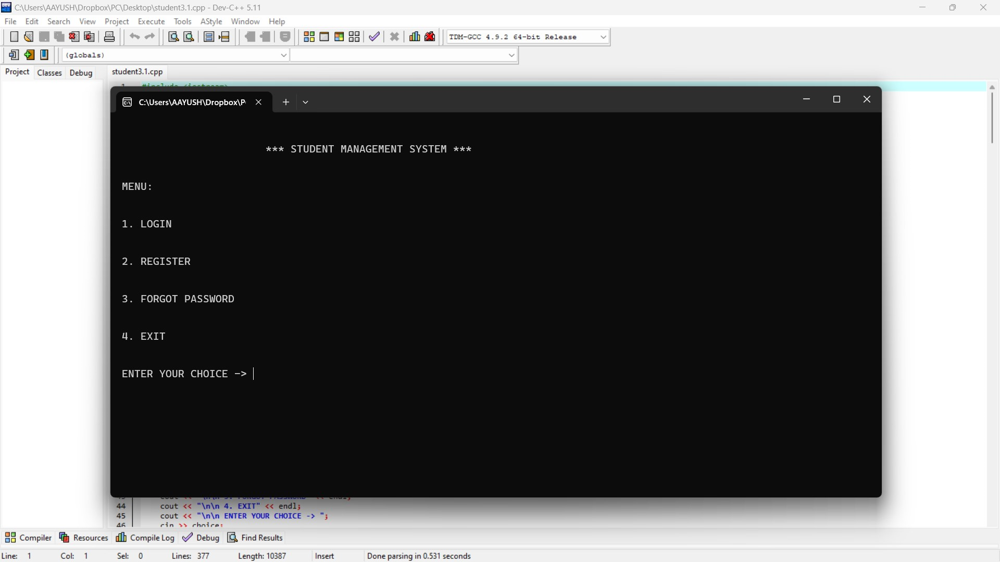 C:\Users\AAYUSH\Dropbox\PC\Desktop\student3.1.cpp - Dev-C++ 5.11
File Edit Search View Project Execute Tools AStyle Window Help
TDM-GCC 4.9.2 64-bit Release
(globals)
Project Classes Debug student3.1.cpp
1 #include <iostream>
C:\Users\AAYUSH\Dropbox\P
*** STUDENT MANAGEMENT SYSTEM ***
MENU:
1. LOGIN
2. REGISTER
3. FORGOT PASSWORD
4. EXIT
ENTER YOUR CHOICE ->
44 cout << "\n\n 4. EXIT" << endl;
45 cout << "\n\n ENTER YOUR CHOICE -> ";
46 cin >> choice;
Compiler Resources Compile Log Debug Find Results
Line: 1 Col: 1 Sel: 0 Lines: 377 Length: 10387 Insert Done parsing in 0.531 seconds